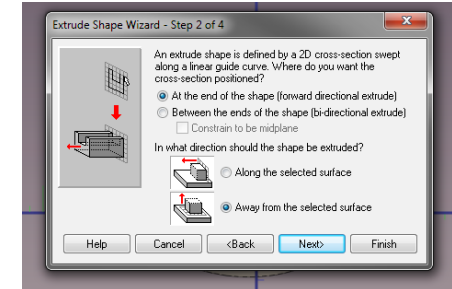 Extrude Shape Wizard - Step 2 of 4
An extrude shape is defined by a 2D cross-section swept
along a linear guide curve. Where do you want the
cross-section positioned?
At the end of the shape (forward directional extrude)
Between the ends of the shape (bi-directional extrude)
Constrain to be midplane
In what direction should the shape be extruded?
Along the selected surface
Away from the selected surface
Help Cancel <Back Next> Finish